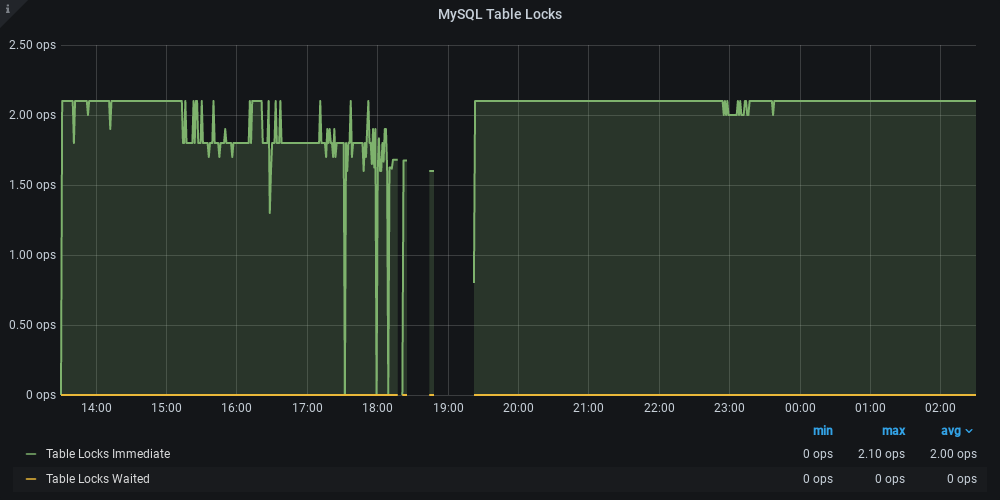 i
MySQL Table Locks
2.50 ops
2.00 ops
1.50 ops
1.00 ops
0.50 ops
0 ops
14:00 15:00 16:00 17:00 18:00 19:00 20:00 21:00 22:00 23:00 00:00 01:00 02:00
min max avg
Table Locks Immediate 0 ops 2.10 ops 2.00 ops
Table Locks Waited 0 ops 0 ops 0 ops